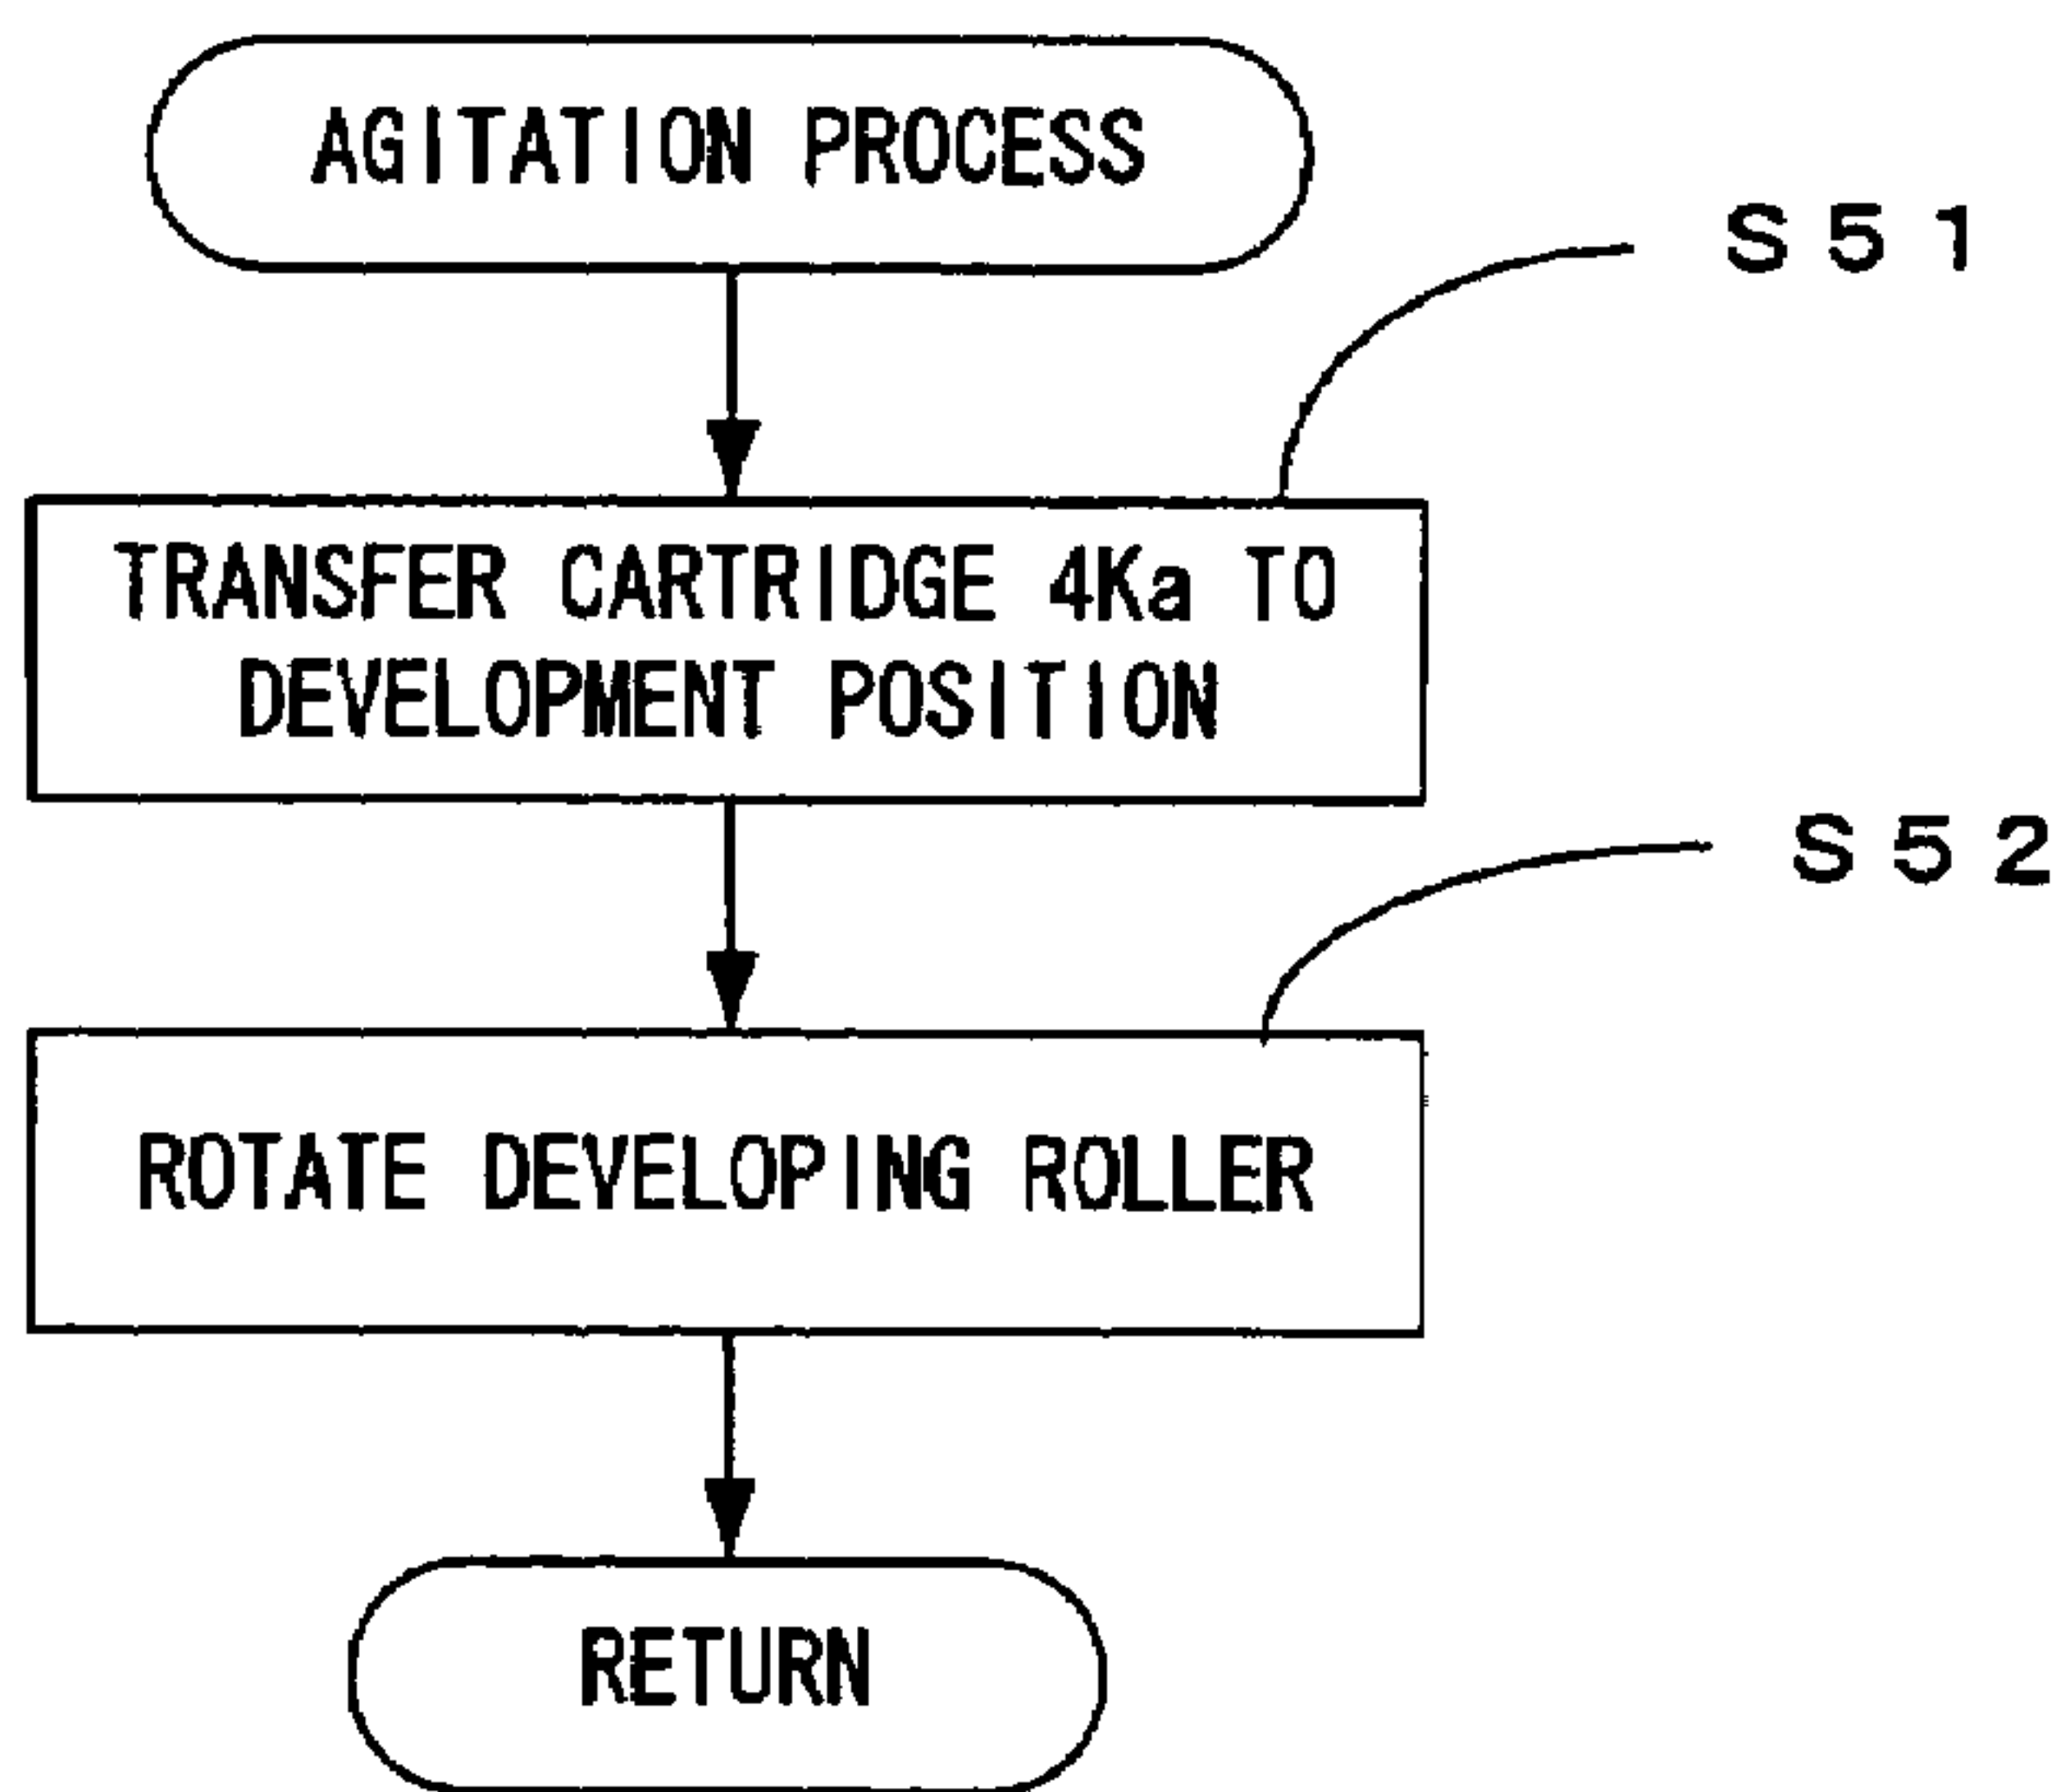 AGITATION PROCESS
S51
TRANSFER CARTRIDGE 4Ka TO
DEVELOPMENT POSITION
S52
ROTATE DEVELOPING ROLLER
RETURN